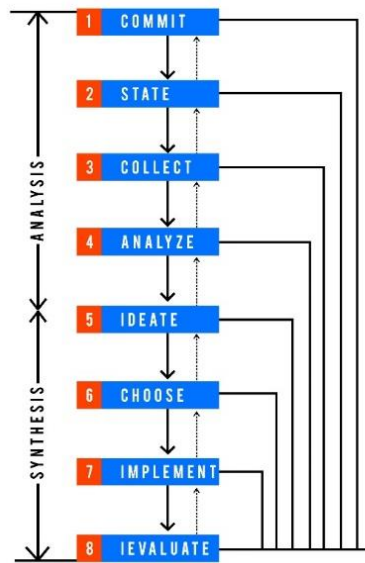 1 COMMIT
2 STATE
3 COLLECT
4 ANALYZE
5 IDEATE
6 CHOOSE
7 IMPLEMENT
8 IEVALUATE
ANALYSIS
SYNTHESIS